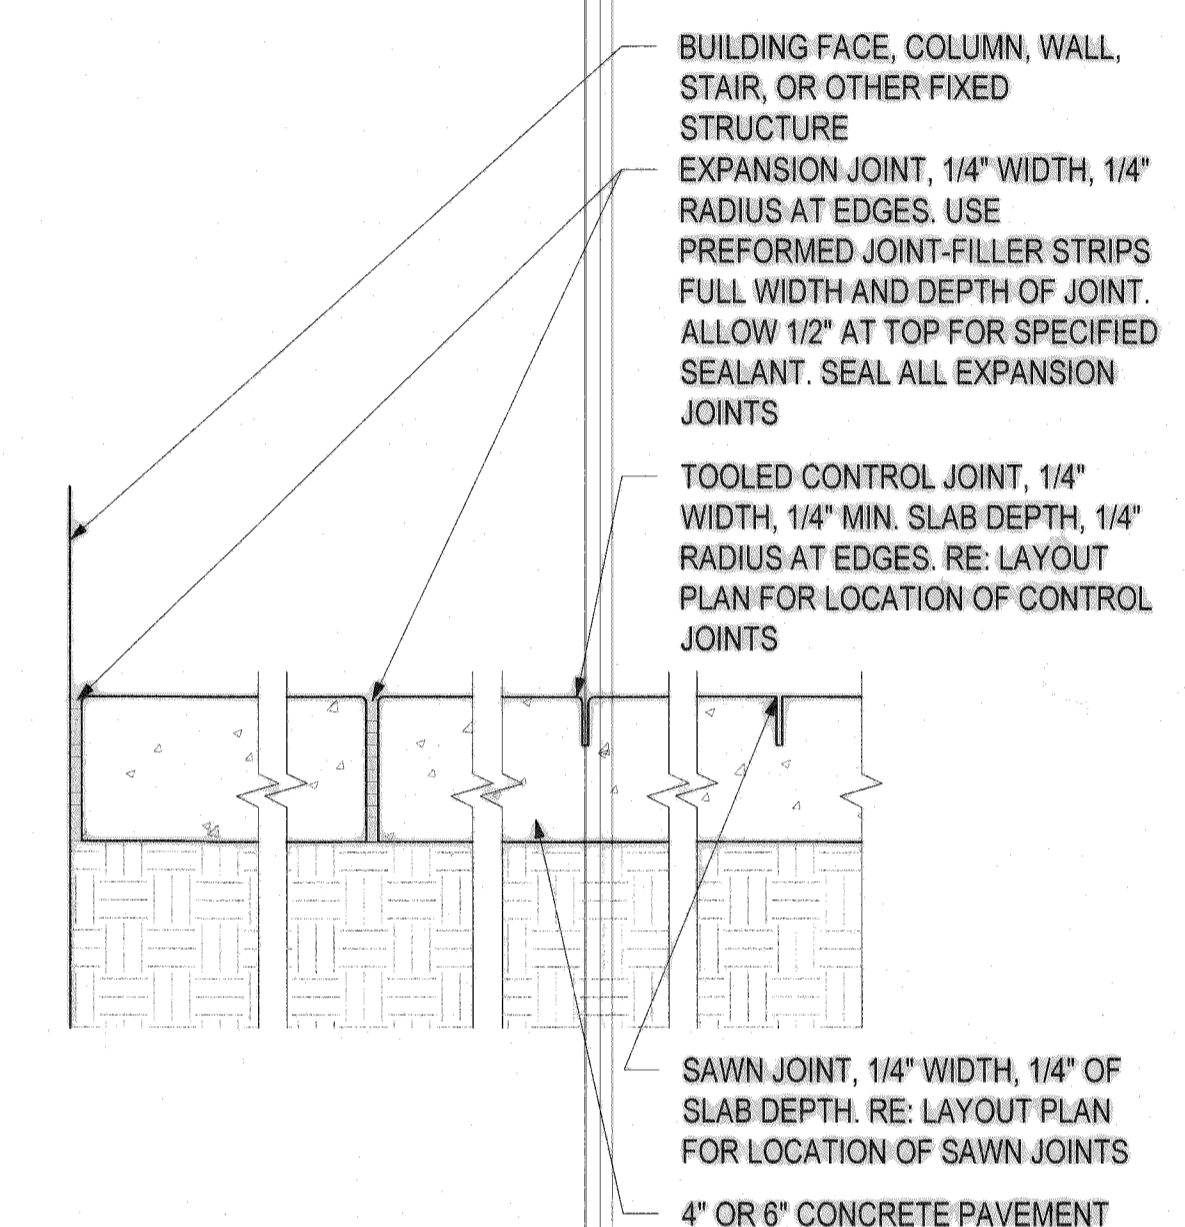 BUILDING FACE, COLUMN, WALL,
STAIR, OR OTHER FIXED
STRUCTURE
EXPANSION JOINT, 1/4" WIDTH, 1/4"
RADIUS AT EDGES. USE
PREFORMED JOINT-FILLER STRIPS
FULL WIDTH AND DEPTH OF JOINT.
ALLOW 1/2" AT TOP FOR SPECIFIED
SEALANT. SEAL ALL EXPANSION
JOINTS
TOOLED CONTROL JOINT, 1/4"
WIDTH, 1/4" MIN. SLAB DEPTH, 1/4"
RADIUS AT EDGES. RE: LAYOUT
PLAN FOR LOCATION OF CONTROL
JOINTS
SAWN JOINT, 1/4" WIDTH, 1/4" OF
SLAB DEPTH. RE: LAYOUT PLAN
FOR LOCATION OF SAWN JOINTS
4" OR 6" CONCRETE PAVEMENT